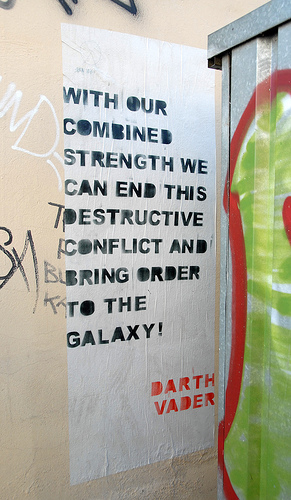 WITH OUR
COMBINED
STRENGTH WE
CAN END THIS
DESTRUCTIVE
CONFLICT AND
BRING ORDER
TO THE
GALAXY!
DARTH
VADER